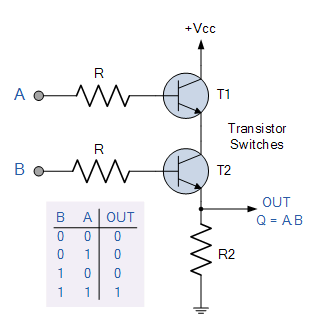 +Vcc
R
A
T1
Transistor
Switches
R
B
T2
OUT
Q = A.B
B A OUT
0 0 0
0 1 0
1 0 0
1 1 1
R2